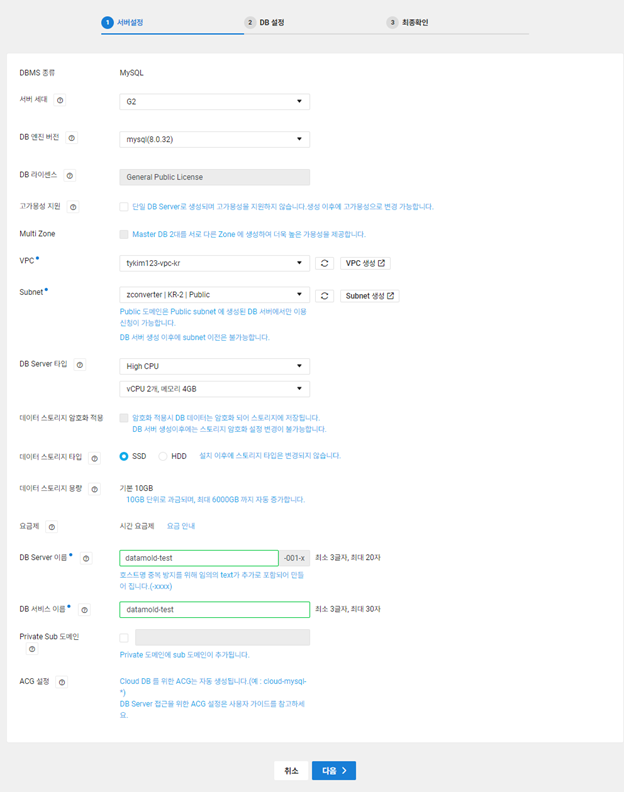 1 서버설정
2 DB 설정
3 최종확인
DBMS 종류 MySQL
서버 세대 G2
DB 엔진 버전 mysql(8.0.32)
DB 라이센스 General Public License
고가용성 지원 단일 DB Server로 생성되며 고가용성을 지원하지 않습니다.생성 이후에 고가용성으로 변경 가능합니다.
Multi Zone Master DB 2대를 서로 다른 Zone 에 생성하여 더욱 높은 가용성을 제공합니다.
VPC tykim123-vpc-kr VPC 생성
Subnet zconverter | KR-2 | Public Subnet 생성
Public 도메인은 Public subnet 에 생성된 DB 서버에서만 이용
신청이 가능합니다.
DB 서버 생성 이후에 subnet 이전은 불가능합니다.
DB Server 타입 High CPU
vCPU 2개, 메모리 4GB
데이터 스토리지 암호화 적용 암호화 적용시 DB 데이터는 암호화 되어 스토리지에 저장됩니다.
DB 서버 생성이후에는 스토리지 암호화 설정 변경이 불가능합니다.
데이터 스토리지 타입 SSD HDD 설치 이후에 스토리지 타입은 변경되지 않습니다.
데이터 스토리지 용량 기본 10GB
10GB 단위로 과금되며, 최대 6000GB 까지 자동 증가합니다.
요금제 시간 요금제 요금 안내
DB Server 이름 datamoid-test -001-x 최소 3글자, 최대 20자
호스트명 중복 방지를 위해 임의의 text가 추가로 포함되어 만들
어 집니다.(-xxxx)
DB 서비스 이름 datamoid-test 최소 3글자, 최대 30자
Private Sub 도메인
Private 도메인에 sub 도메인이 추가됩니다.
ACG 설정 Cloud DB 를 위한 ACG는 자동 생성됩니다.(예 : cloud-mysql-
*)
DB Server 접근을 위한 ACG 설정은 사용자 가이드를 참고하세
요.
취소 다음